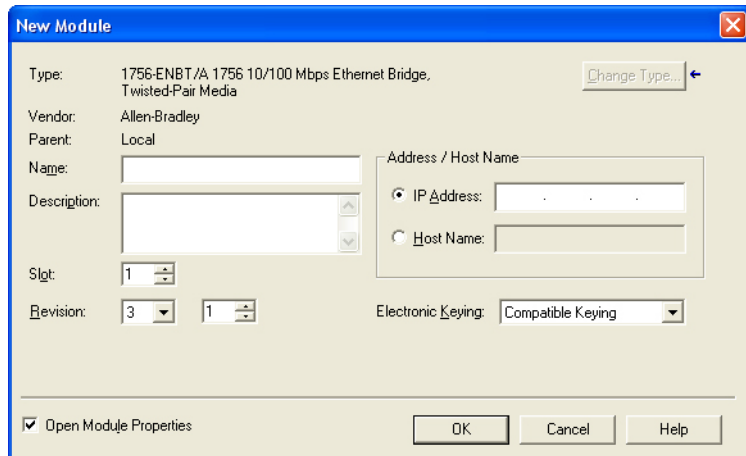 New Module
Type: 1756-ENBT/A 1756 10/100 Mbps Ethernet Bridge,
Twisted-Pair Media
Change Type...
Vendor: Allen-Bradley
Parent: Local
Name:
Address / Host Name
IP Address: . . .
Description:
Host Name:
Slot: 1
Revision: 3 1
Electronic Keying: Compatible Keying
Open Module Properties
OK Cancel Help